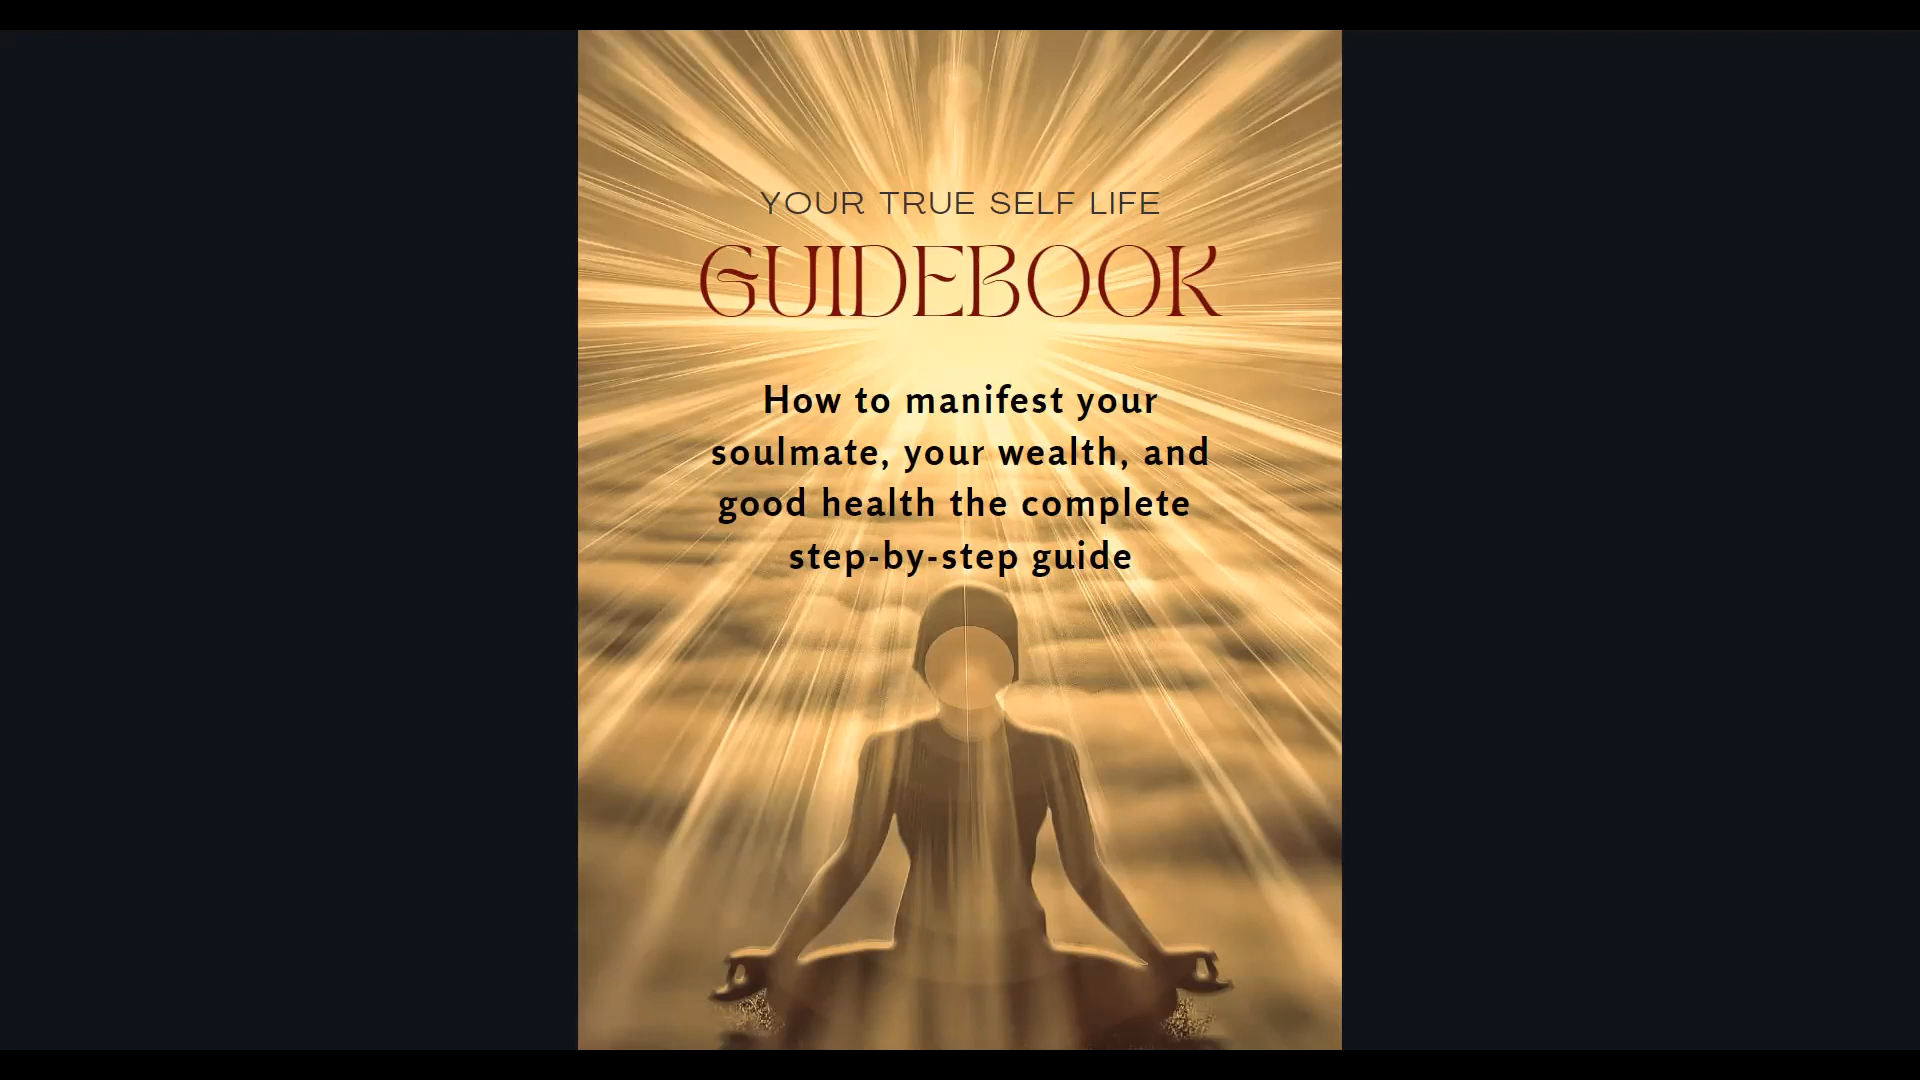 YOUR TRUE SELF LIFE
GUIDEBOOK
How to manifest your
soulmate, your wealth, and
good health the complete
step-by-step guide